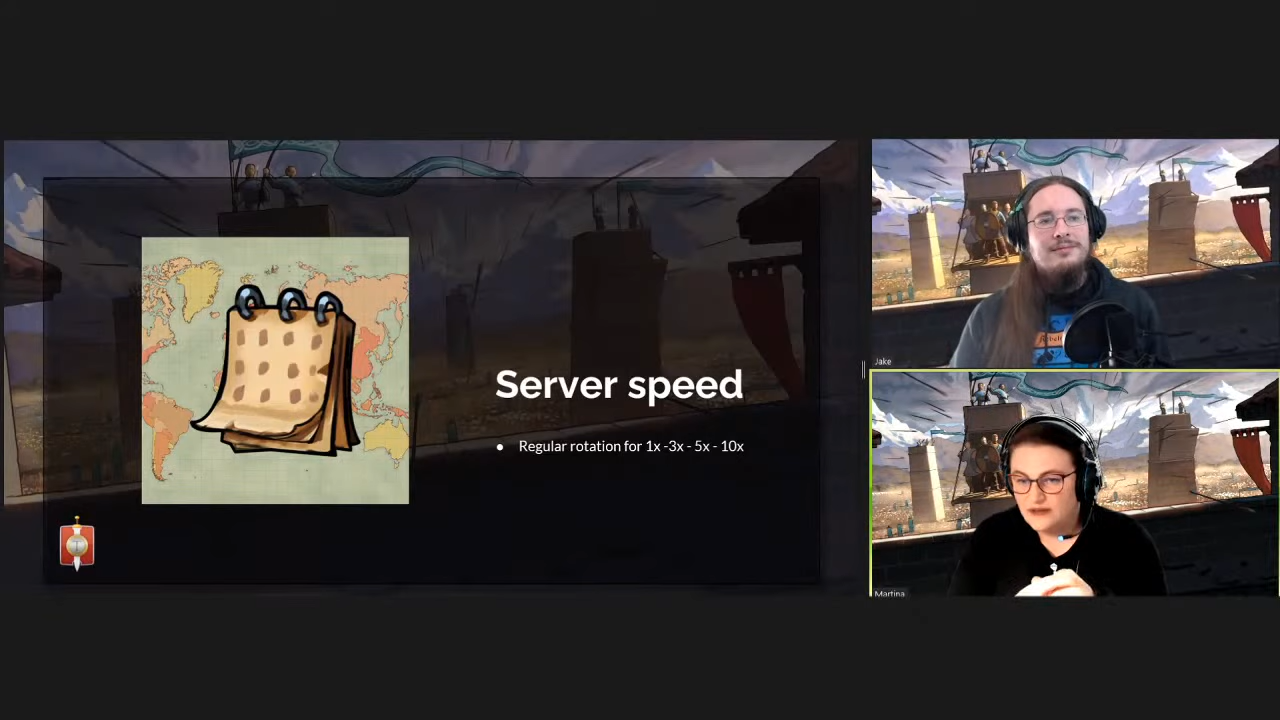 Server speed
● Regular rotation for 1x -3x - 5x - 10x
Jake
Martina